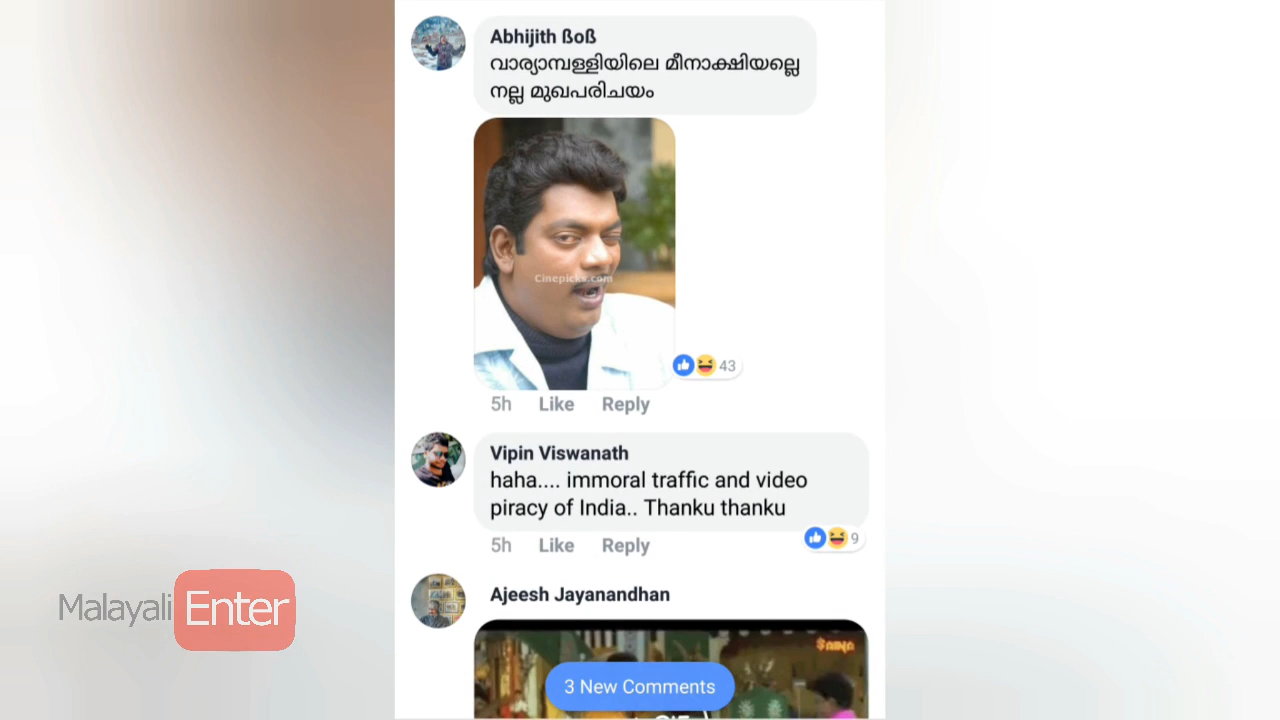 Abhijith ßoß
വാര്യാമ്പള്ളിയിലെ മീനാക്ഷിയല്ലെ
നല്ല മുഖപരിചയം
Cinepicks.com
43
5h Like Reply
Vipin Viswanath
haha.... immoral traffic and video
piracy of India.. Thanku thanku
9
5h Like Reply
Ajeesh Jayanandhan
SAINA
3 New Comments
Malayali Enter